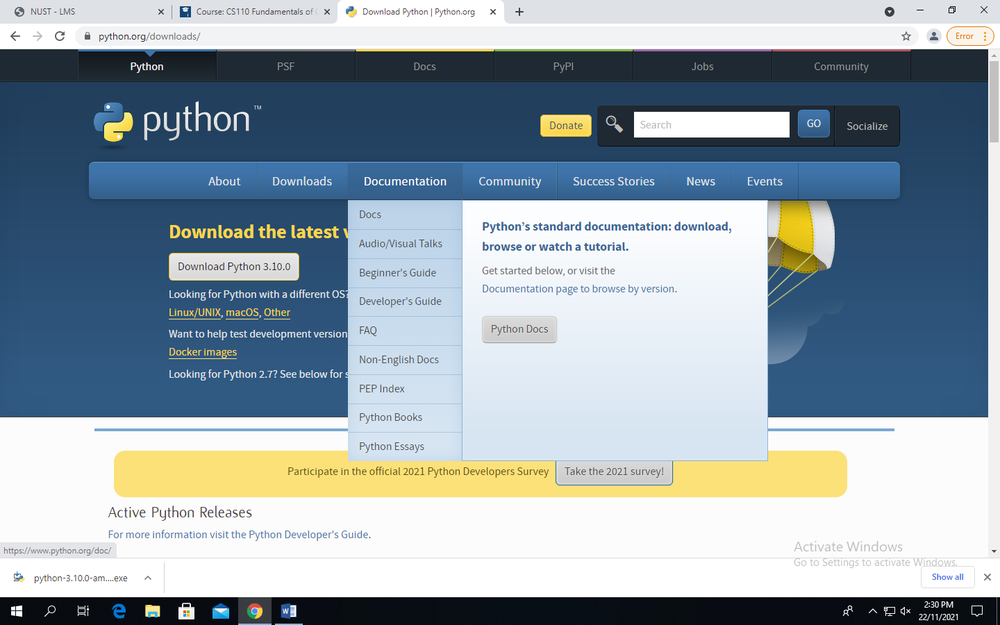 NUST - LMS
Course: CS110 Fundamentals of
Download Python | Python.org
python.org/downloads/
Error
Python
PSF
Docs
PyPI
Jobs
Community
python™
Donate
Search
GO
Socialize
About
Downloads
Documentation
Community
Success Stories
News
Events
Download the latest
Download Python 3.10.0
Looking for Python with a different OS?
Linux/UNIX, macOS, Other
Want to help test development version
Docker images
Looking for Python 2.7? See below for s
Docs
Audio/Visual Talks
Beginner's Guide
Developer's Guide
FAQ
Non-English Docs
PEP Index
Python Books
Python Essays
Python’s standard documentation: download,
browse or watch a tutorial.
Get started below, or visit the
Documentation page to browse by version.
Python Docs
Participate in the official 2021 Python Developers Survey
Take the 2021 survey!
Active Python Releases
For more information visit the Python Developer's Guide.
https://www.python.org/doc/
Activate Windows
Go to Settings to activate Windows.
python-3.10.0-am....exe
Show all
2:30 PM
22/11/2021